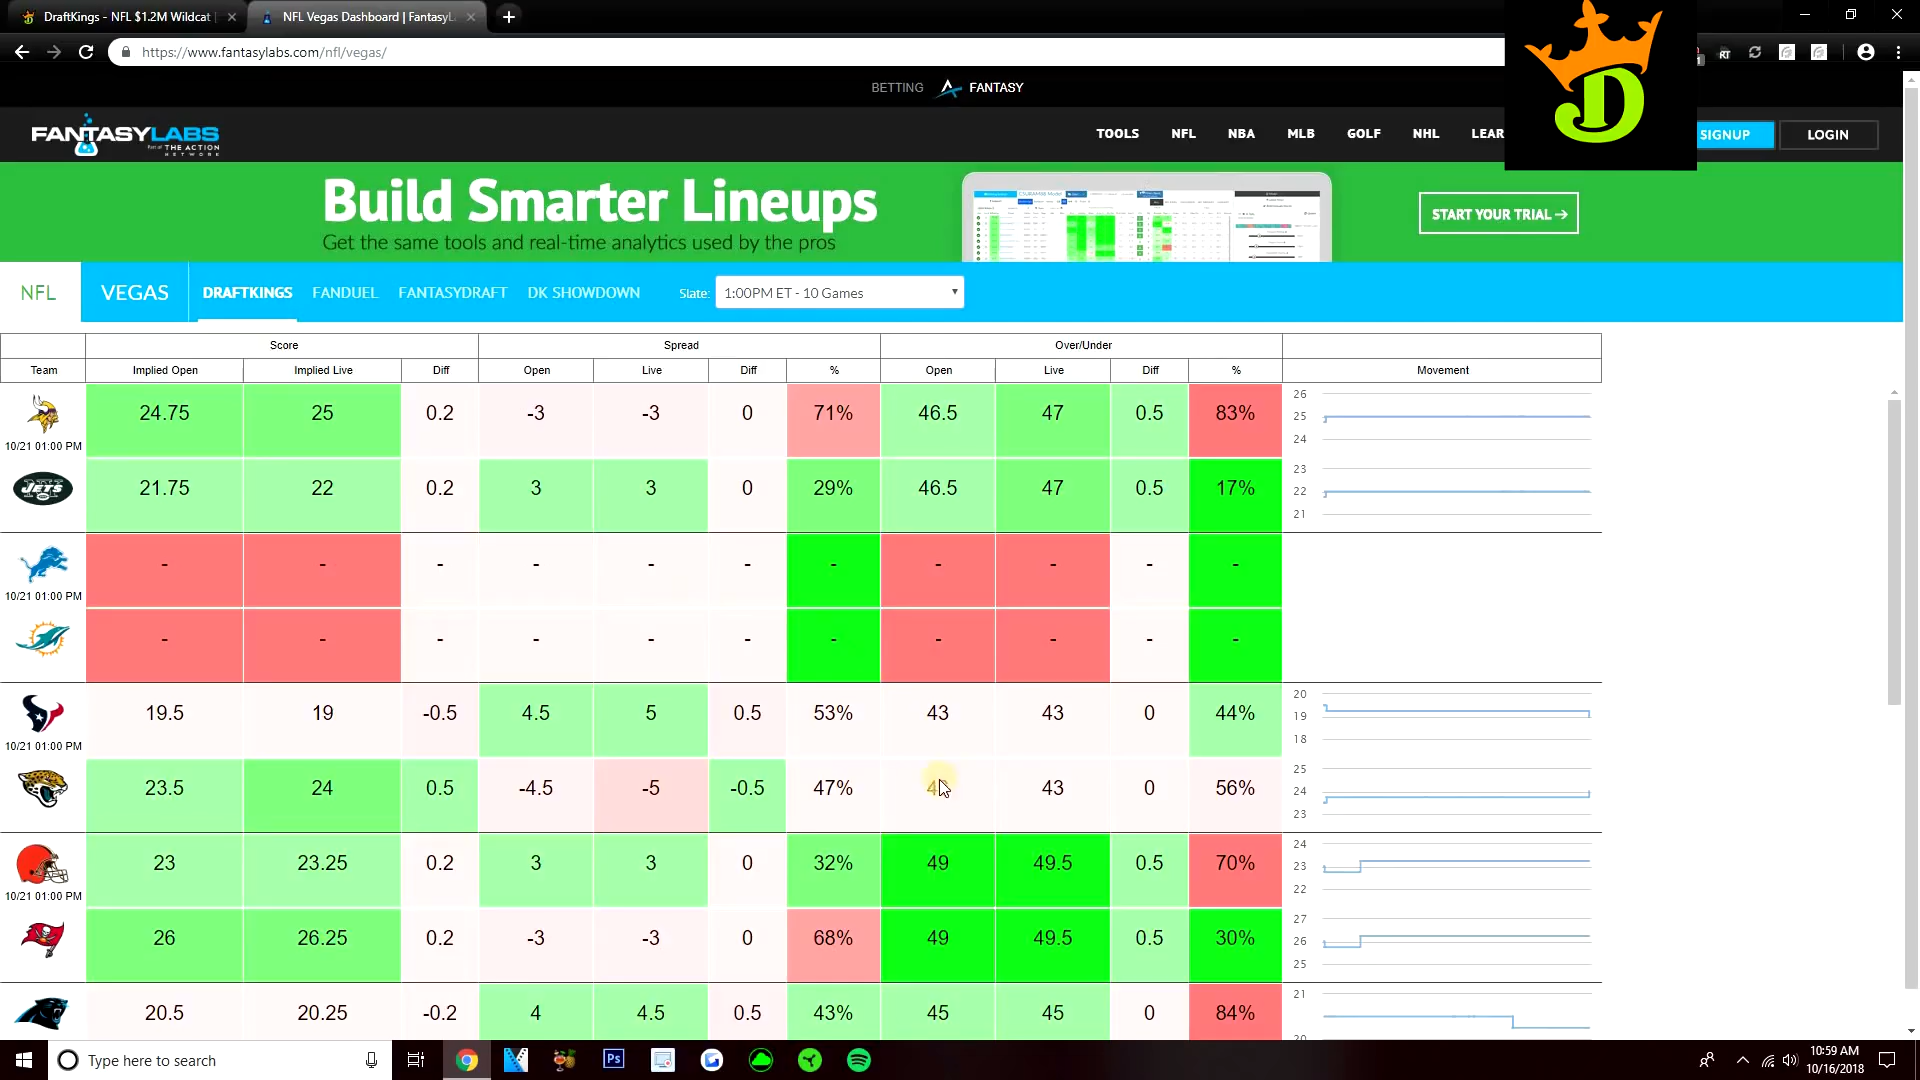 DraftKings - NFL $1.2M Wildcat
NFL Vegas Dashboard | FantasyL
https://www.fantasylabs.com/nfl/vegas/
BETTING FANTASY
FANTASYLABS
Part of THE ACTION
NETWORK
TOOLS NFL NBA MLB GOLF NHL LEAR SIGNUP LOGIN
Build Smarter Lineups
Get the same tools and real-time analytics used by the pros
START YOUR TRIAL →
NFL VEGAS DRAFTKINGS FANDUEL FANTASYDRAFT DK SHOWDOWN Slate: 1:00PM ET - 10 Games
Score Spread Over/Under
Team Implied Open Implied Live Diff Open Live Diff % Open Live Diff % Movement
24.75 25 0.2 -3 -3 0 71% 46.5 47 0.5 83% 26 25 24
10/21 01:00 PM
JETS 21.75 22 0.2 3 3 0 29% 46.5 47 0.5 17% 23 22 21
- - - - - - - - - - -
10/21 01:00 PM
- - - - - - - - - - -
19.5 19 -0.5 4.5 5 0.5 53% 43 43 0 44% 20 19 18
10/21 01:00 PM
23.5 24 0.5 -4.5 -5 -0.5 47% 43 0 56% 25 24 23
23 23.25 0.2 3 3 0 32% 49 49.5 0.5 70% 24 23 22
10/21 01:00 PM
26 26.25 0.2 -3 -3 0 68% 49 49.5 0.5 30% 27 26 25
20.5 20.25 -0.2 4 4.5 0.5 43% 45 45 0 84% 21
Type here to search
Ps
10:59 AM
10/16/2018